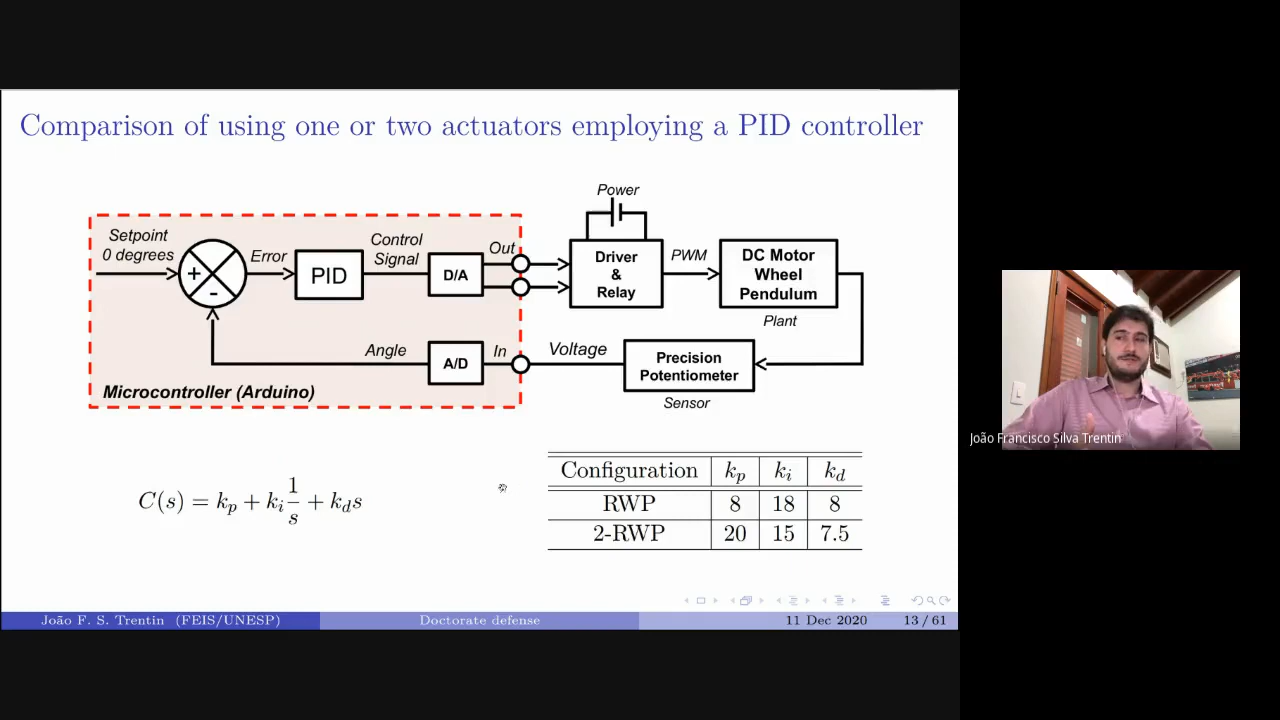 Comparison of using one or two actuators employing a PID controller
Power
Setpoint
0 degrees
Error
PID
Control
Signal
D/A
Out
Driver
&
Relay
PWM
DC Motor
Wheel
Pendulum
Plant
+
-
Angle
A/D
In
Voltage
Precision
Potentiometer
Sensor
Microcontroller (Arduino)
C(s) = k_p + k_i 1/s + k_d s
Configuration k_p k_i k_d
RWP 8 18 8
2-RWP 20 15 7.5
João F. S. Trentin (FEIS/UNESP) Doctorate defense 11 Dec 2020 13 / 61
João Francisco Silva Trentin